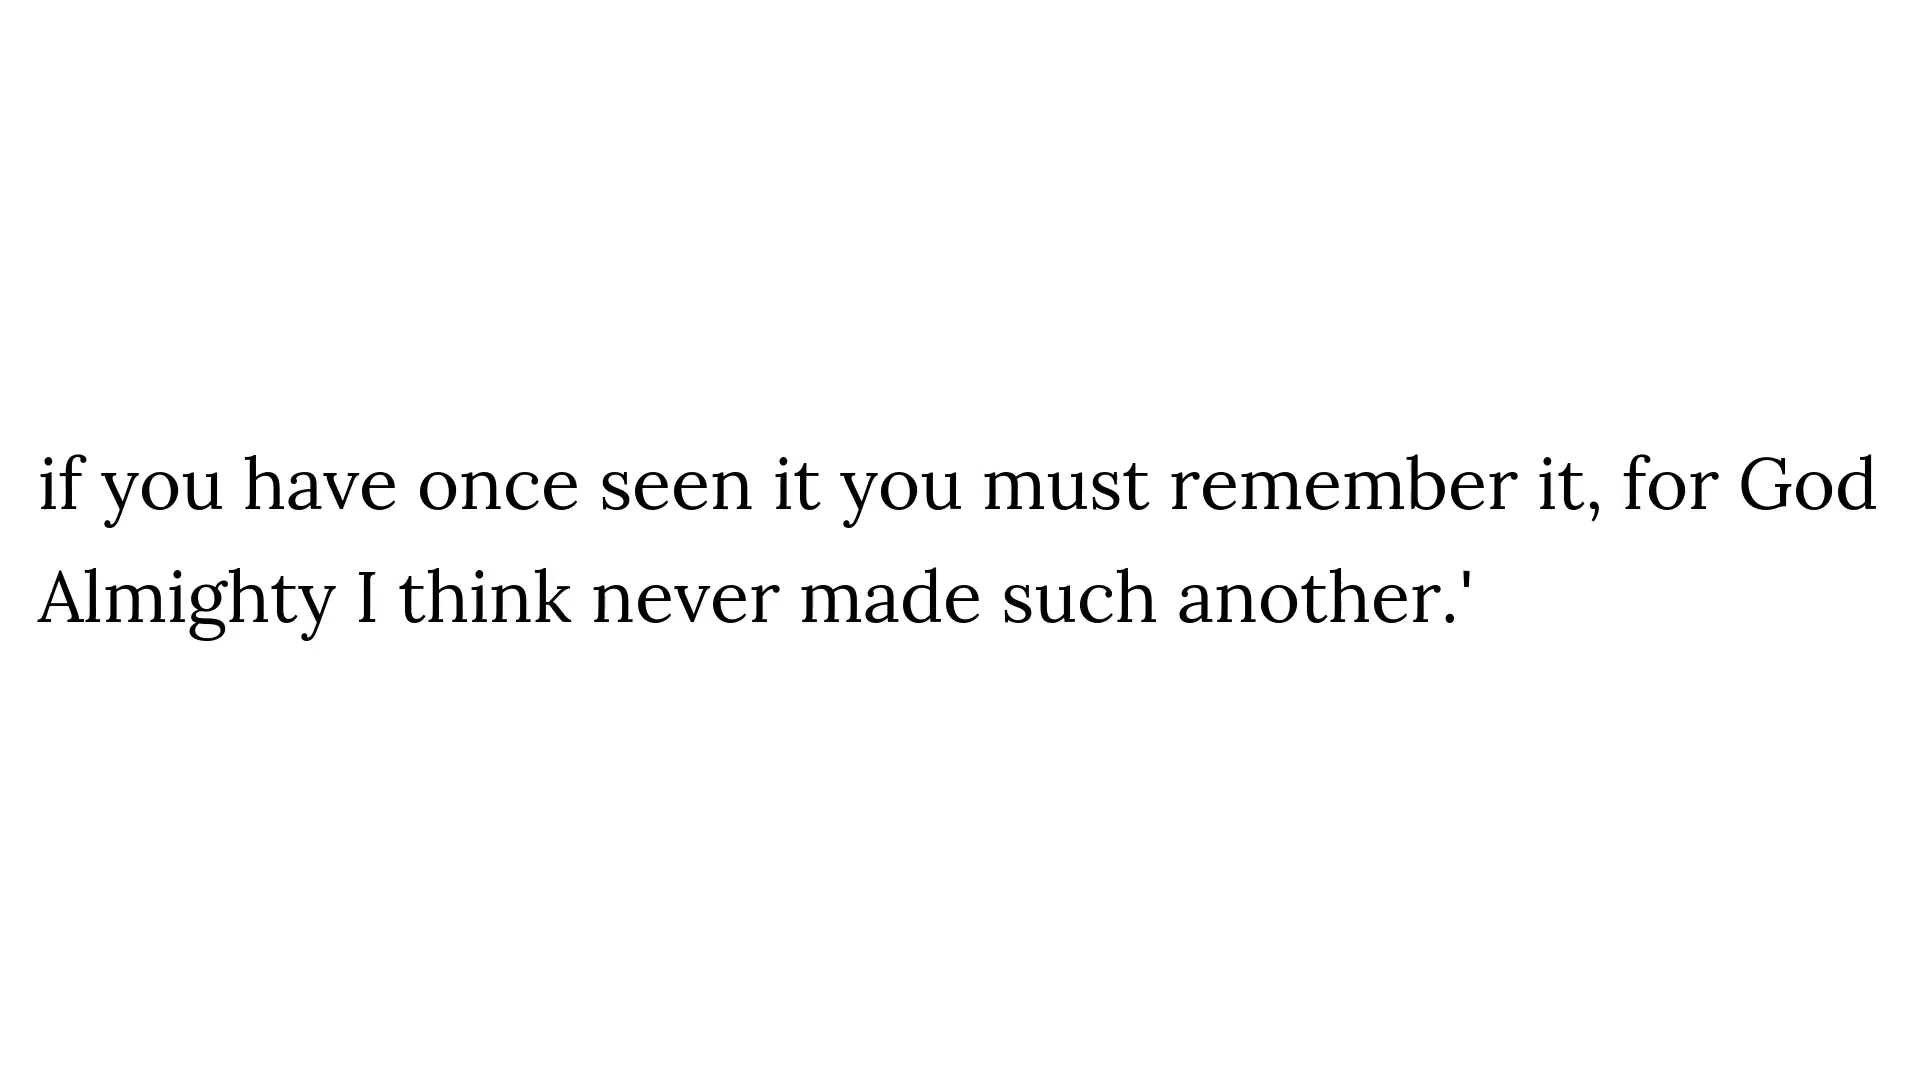 if you have once seen it you must remember it, for God
Almighty I think never made such another.'